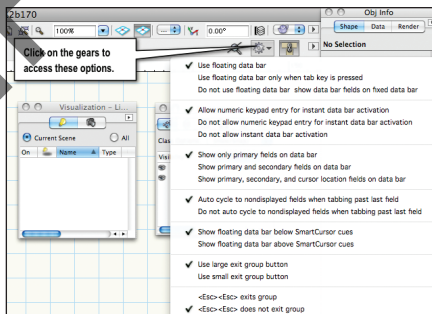 2b170
Obj Info
100%
0.00°
Shape Data Render
No Selection
Click on the gears to
access these options.
Use floating data bar
Use floating data bar only when tab key is pressed
Do not use floating data bar show data bar fields on fixed data bar
Allow numeric keypad entry for instant data bar activation
Do not allow numeric keypad entry for instant data bar activation
Do not allow instant data bar activation
Show only primary fields on data bar
Show primary and secondary fields on data bar
Show primary, secondary, and cursor location fields on data bar
Auto cycle to nondisplayed fields when tabbing past last field
Do not auto cycle to nondisplayed fields when tabbing past last field
Show floating data bar below SmartCursor cues
Show floating data bar above SmartCursor cues
Use large exit group button
Use small exit group button
<Esc><Esc> exits group
<Esc><Esc> does not exit group
Visualization - Li...
Current Scene All
On Name Type
Clas
Visi